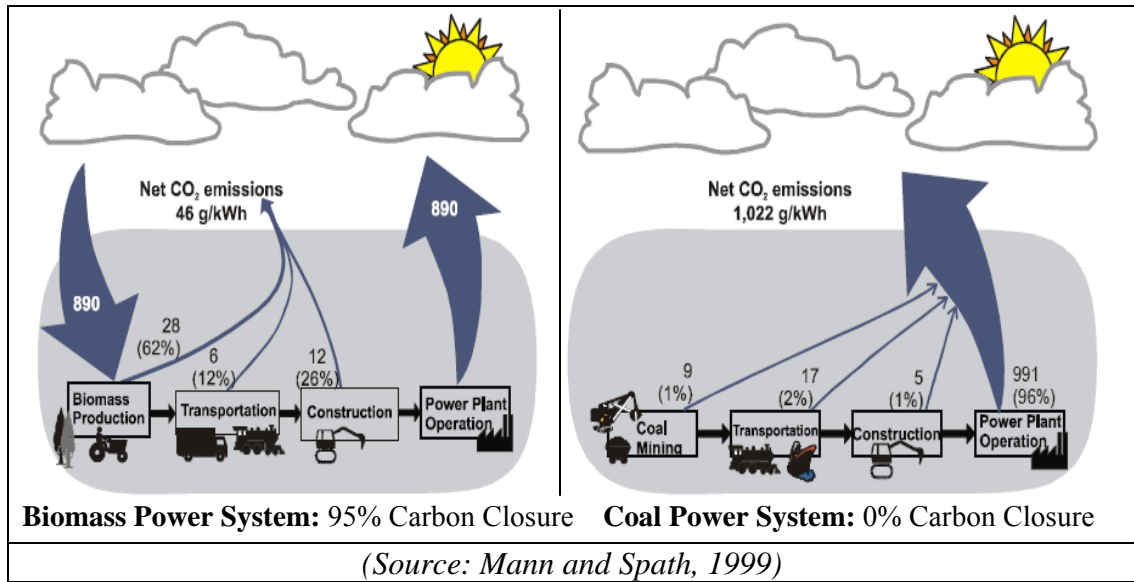 Net CO₂ emissions
46 g/kWh
890
890
28
(62%)
6
(12%)
12
(26%)
Biomass
Production
Transportation
Construction
Power Plant
Operation
Net CO₂ emissions
1,022 g/kWh
9
(1%)
17
(2%)
5
(1%)
991
(96%)
Coal
Mining
Transportation
Construction
Power Plant
Operation
Biomass Power System: 95% Carbon Closure
Coal Power System: 0% Carbon Closure
(Source: Mann and Spath, 1999)